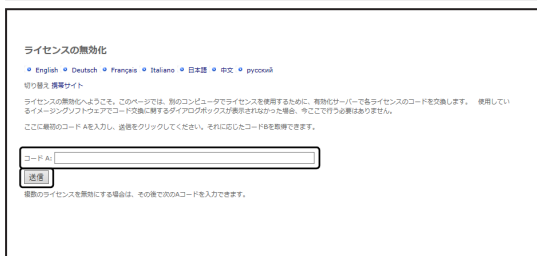 ライセンスの無効化
English Deutsch Français Italiano 日本語 中文 русский
切り替え 携帯サイト
ライセンスの無効化へようこそ。このページでは、別のコンピュータでライセンスを使用するために、有効化サーバーで各ライセンスのコードを交換します。 使用してい
るイメージングソフトウェアでコード交換に関するダイアログボックスが表示されなかった場合、今ここで行う必要はありません。
ここに最初のコード Aを入力し、送信をクリックしてください。それに応じたコードBを取得できます。
コード A:
送信
複数のライセンスを無効にする場合は、その後で次のAコードを入力できます。